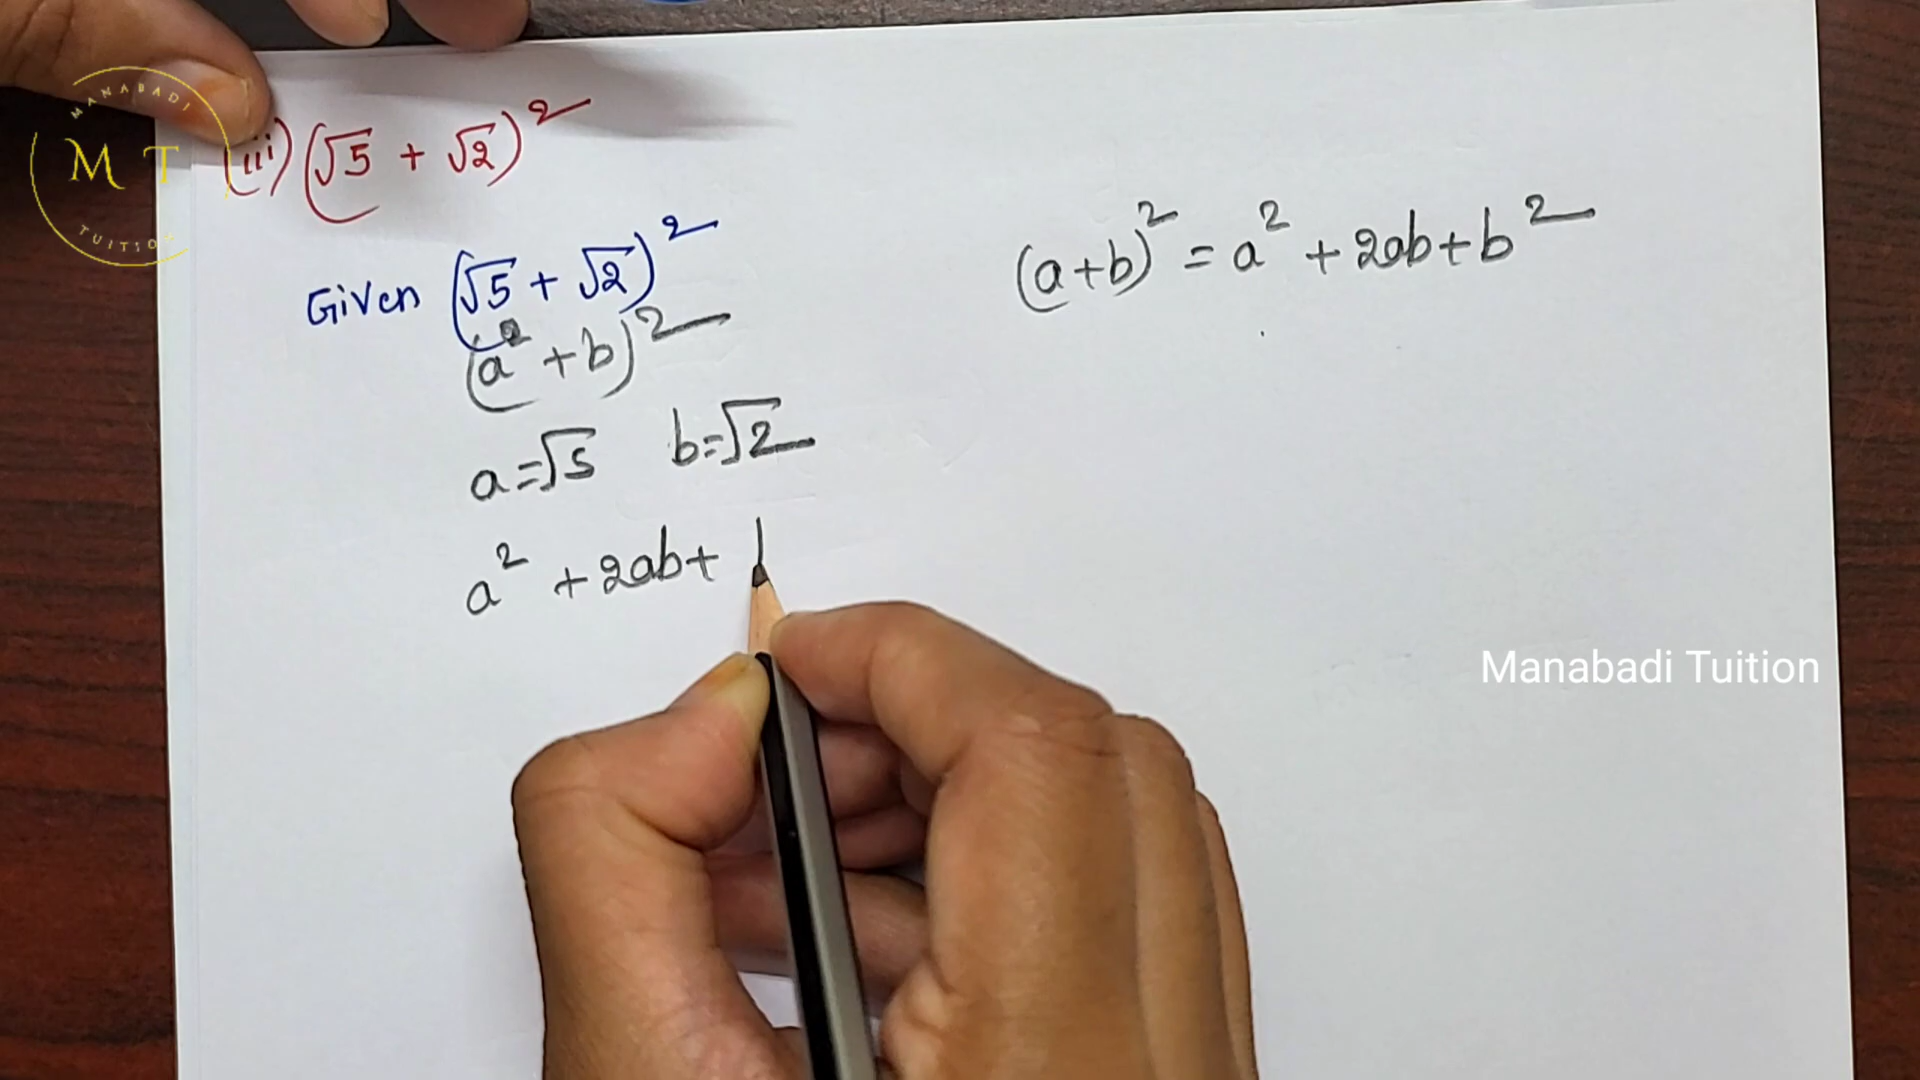 MANABADI
M T
TUITION
(iii) (√5 + √2)²
Given (√5 + √2)²
(a² + b)²
a=√5 b=√2
a² + 2ab+
(a+b)² = a² + 2ab+b²
Manabadi Tuition